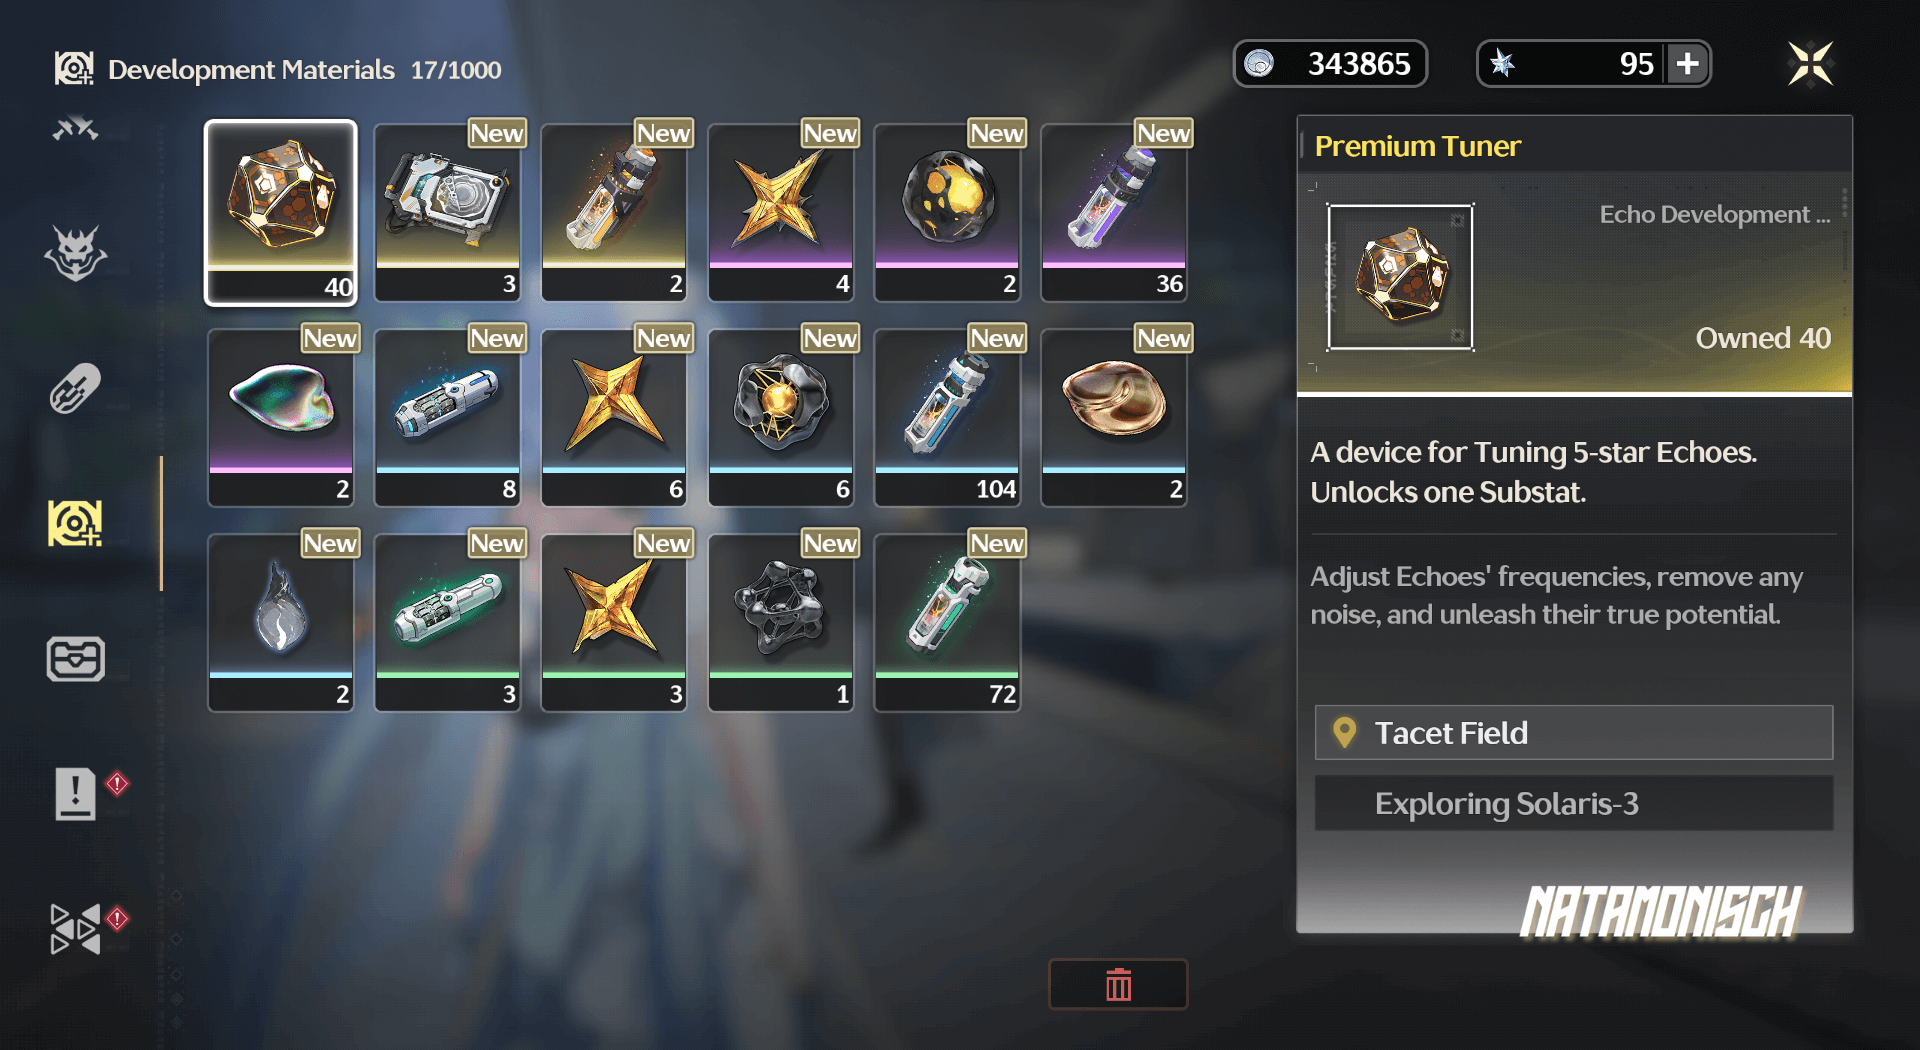 Development Materials 17/1000
343865
95
New
New
New
New
New
40
3
2
4
2
36
New
New
New
New
New
New
2
8
6
6
104
2
New
New
New
New
New
2
3
3
1
72
Premium Tuner
Echo Development ...
Owned 40
A device for Tuning 5-star Echoes.
Unlocks one Substat.
Adjust Echoes' frequencies, remove any
noise, and unleash their true potential.
Tacet Field
Exploring Solaris-3
NATAMONISCH